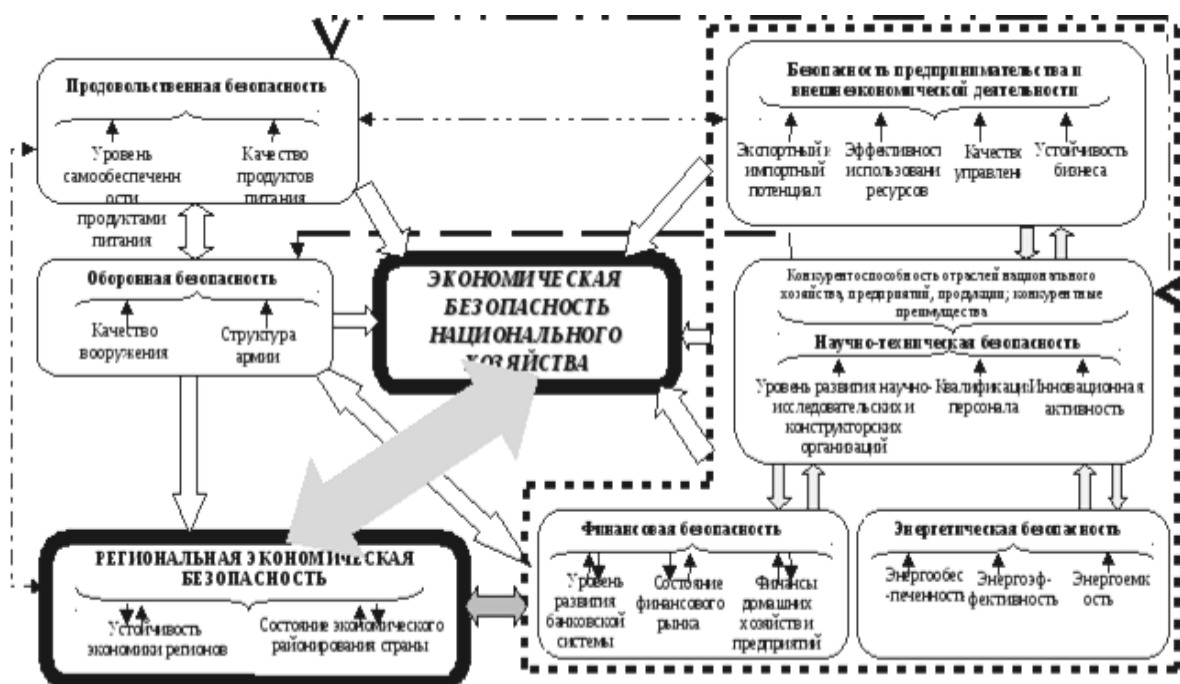 Продовольственная безопасность
Уровень
самообеспеченн
ости
продуктами
питания
Качество
продуктов
питания
Безопасность предпринимательства и
внешнеэкономической деятельности
Экспортный и
импортный
потенциал
Эффективност
использовани
ресурсов
Качество
управлени
Устойчивость
бизнеса
Оборонная безопасность
Качество
вооружения
Структура
армии
ЭКОНОМИЧЕСКАЯ
БЕЗОПАСНОСТЬ
НАЦИОНАЛЬНОГО
ХОЗЯЙСТВА
Конкурентоспособность отраслей национального
хозяйства, предприятий, продукции; конкурентные
преимущества
Научно-техническая безопасность
Уровень развития научно-
исследовательских и
конструкторских
организаций
Квалификаци
персонала
Инновационная
активность
РЕГИОНАЛЬНАЯ ЭКОНОМИЧЕСКАЯ
БЕЗОПАСНОСТЬ
Устойчивость
экономики регионов
Состояние экономического
районирования страны
Финансовая безопасность
Уровень
развития
банковской
системы
Состояние
финансового
рынка
Финансы
домашних
хозяйств и
предприятий
Энергетическая безопасность
Энергообес
-печенность
Энергоэф-
фективность
Энергоемк
ость